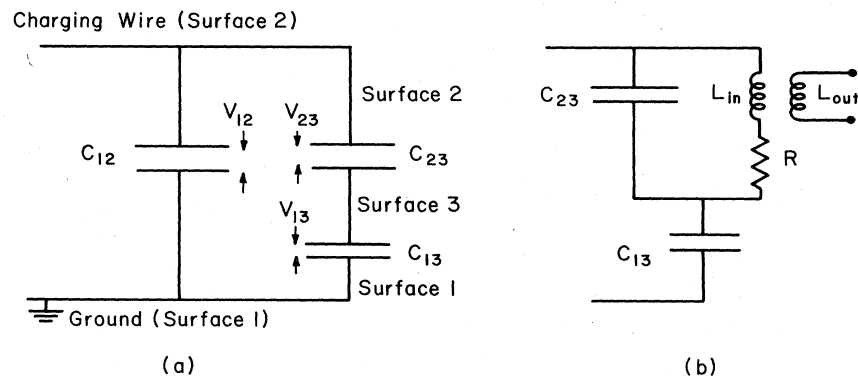 Charging Wire (Surface 2)
Surface 2
V12
V23
C12
C23
Surface 3
V13
C13
Surface 1
Ground (Surface 1)
(a)
C23
Lin
Lout
R
C13
(b)